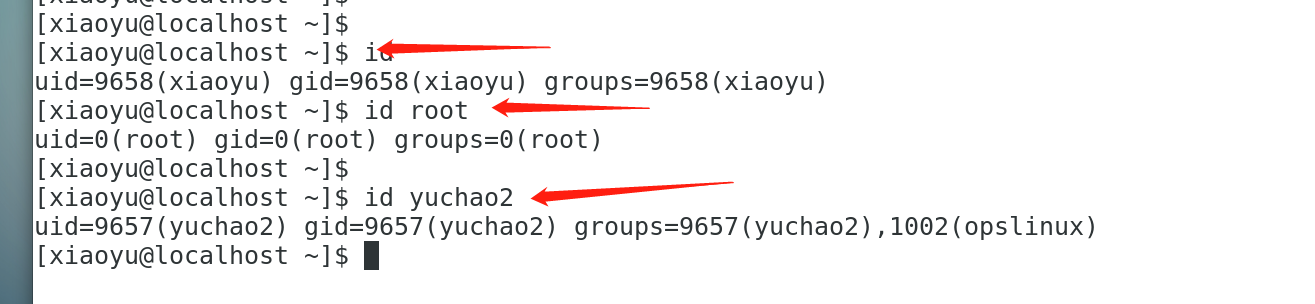 [xiaoyu@localhost ~]$
[xiaoyu@localhost ~]$
[xiaoyu@localhost ~]$ id
uid=9658(xiaoyu) gid=9658(xiaoyu) groups=9658(xiaoyu)
[xiaoyu@localhost ~]$ id root
uid=0(root) gid=0(root) groups=0(root)
[xiaoyu@localhost ~]$
[xiaoyu@localhost ~]$ id yuchao2
uid=9657(yuchao2) gid=9657(yuchao2) groups=9657(yuchao2),1002(opslinux)
[xiaoyu@localhost ~]$